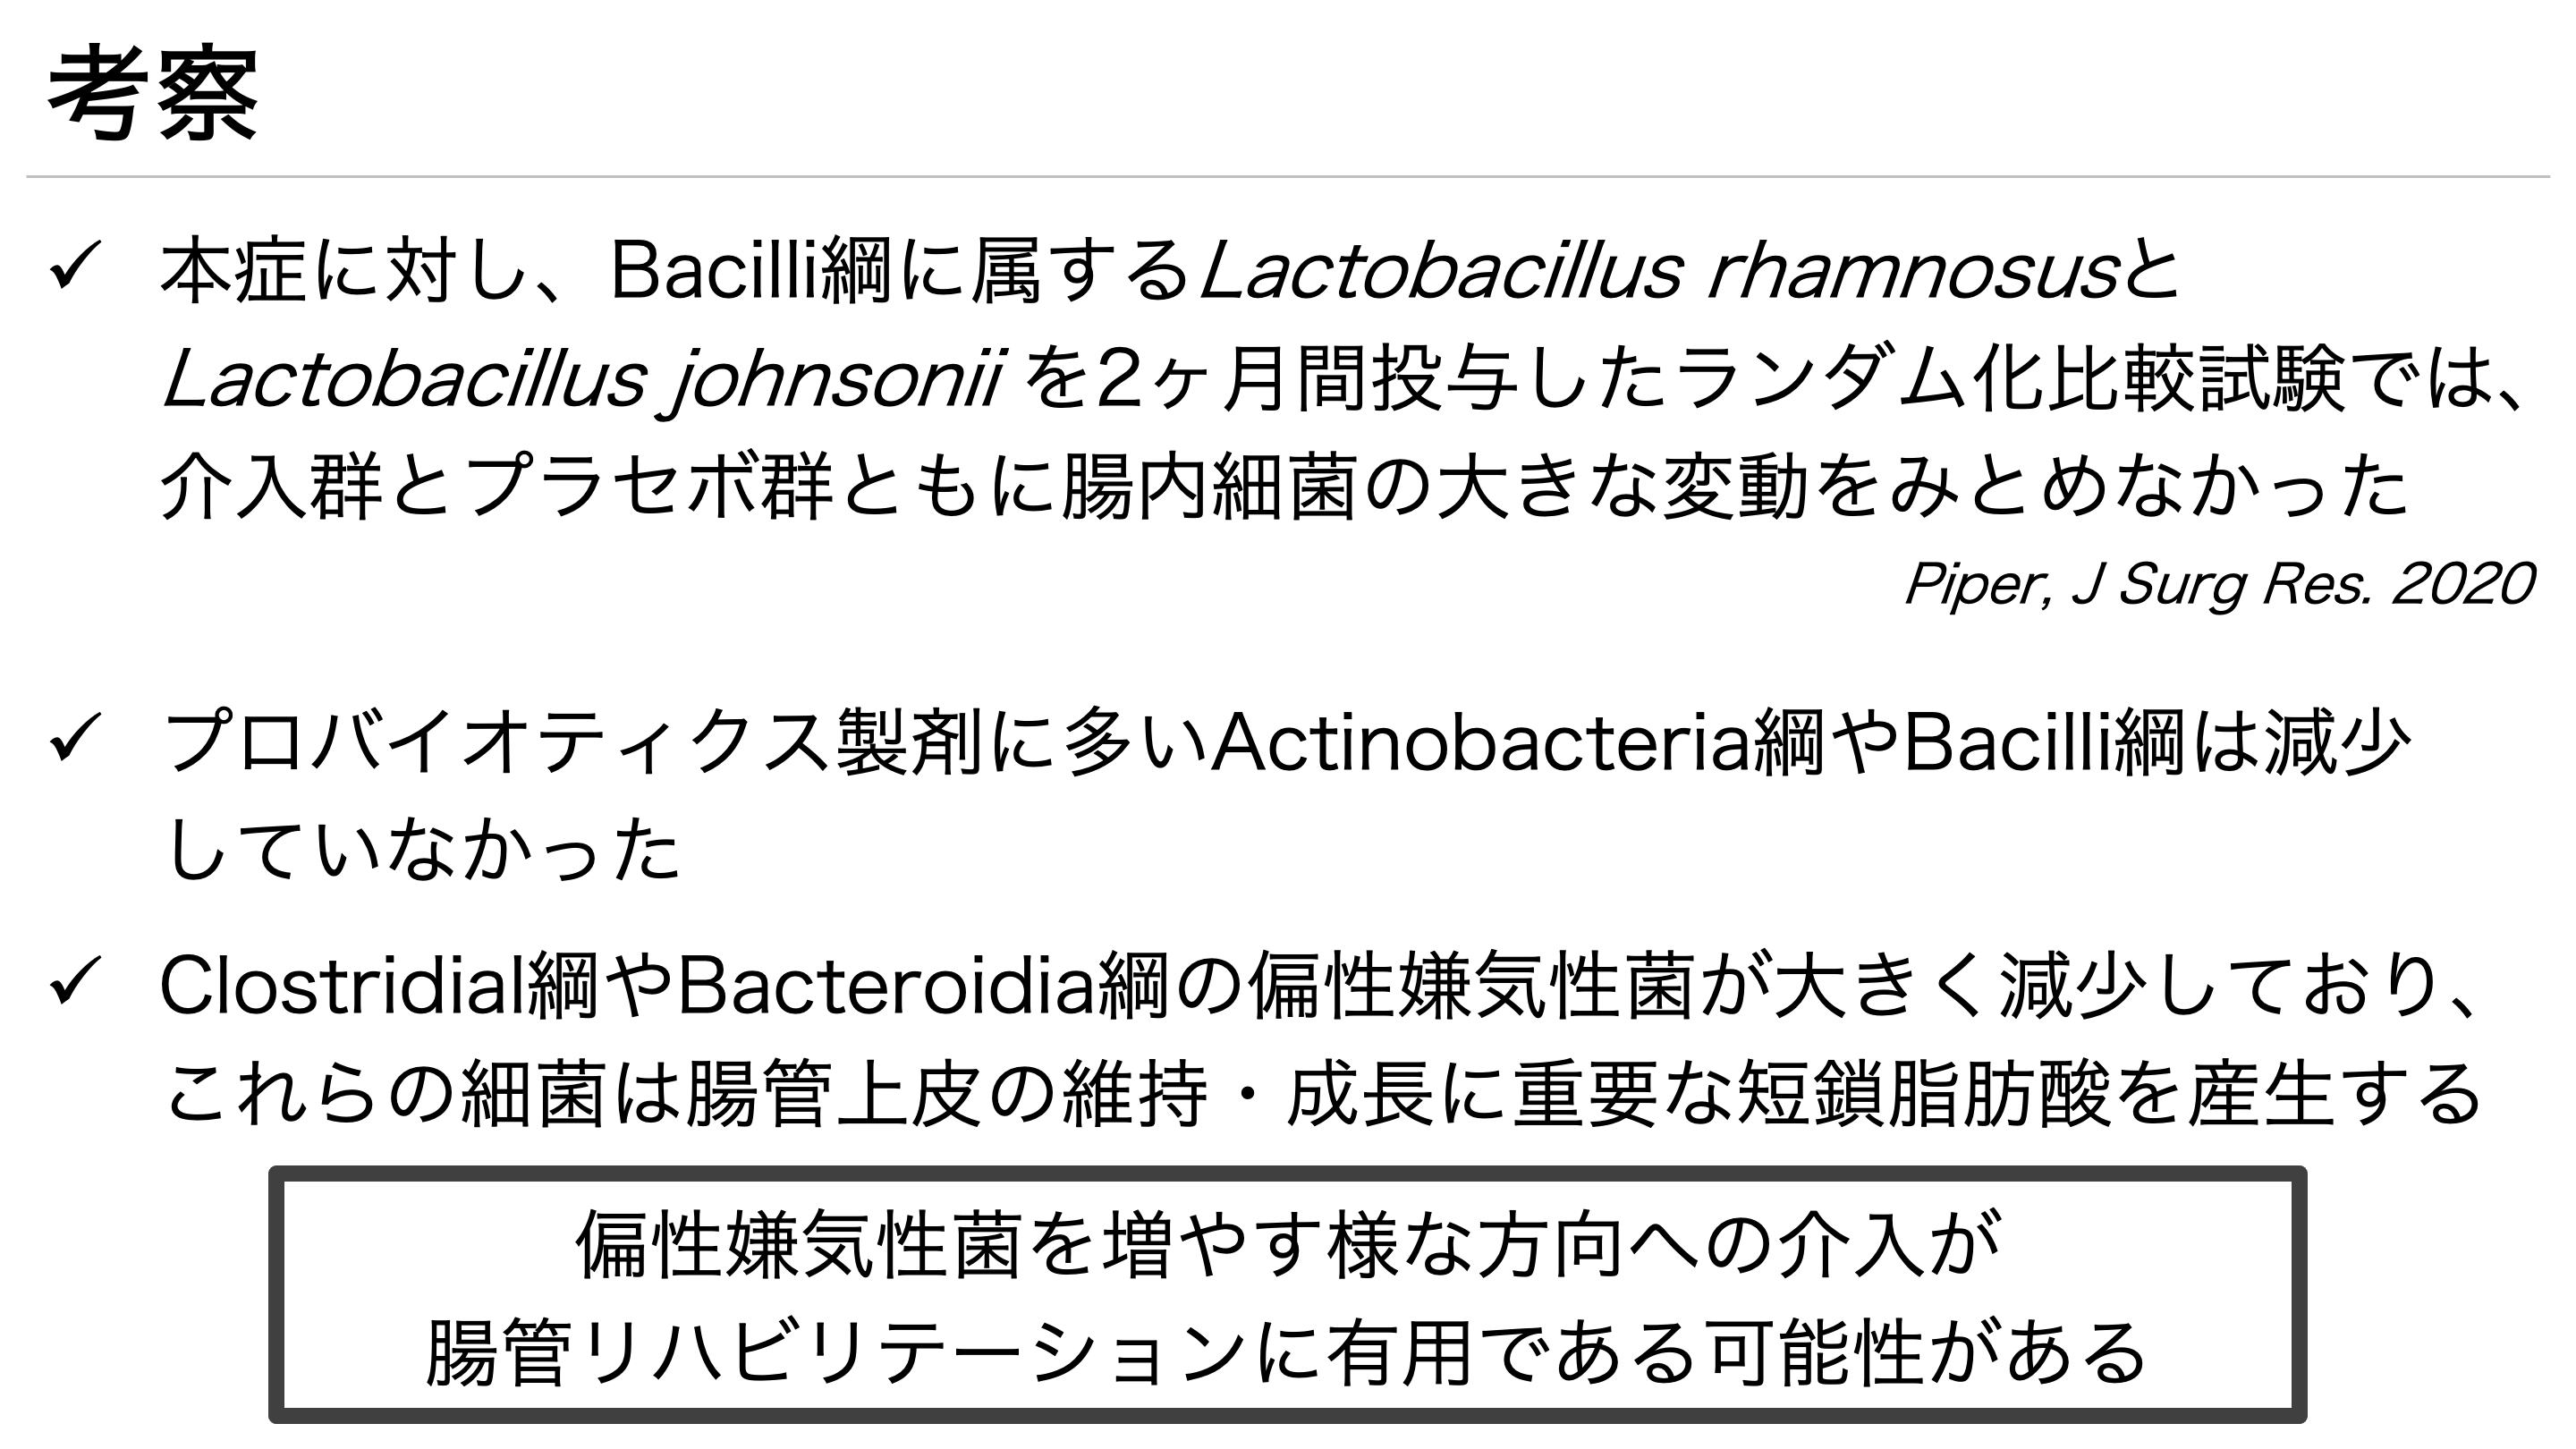 考察
✓ 本症に対し、Bacilli綱に属するLactobacillus rhamnosusと
Lactobacillus johnsonii を2ヶ月間投与したランダム化比較試験では、
介入群とプラセボ群ともに腸内細菌の大きな変動をみとめなかった
Piper, J Surg Res. 2020
✓ プロバイオティクス製剤に多いActinobacteria綱やBacilli綱は減少
していなかった
✓ Clostridial綱やBacteroidia綱の偏性嫌気性菌が大きく減少しており、
これらの細菌は腸管上皮の維持・成長に重要な短鎖脂肪酸を産生する
偏性嫌気性菌を増やす様な方向への介入が
腸管リハビリテーションに有用である可能性がある